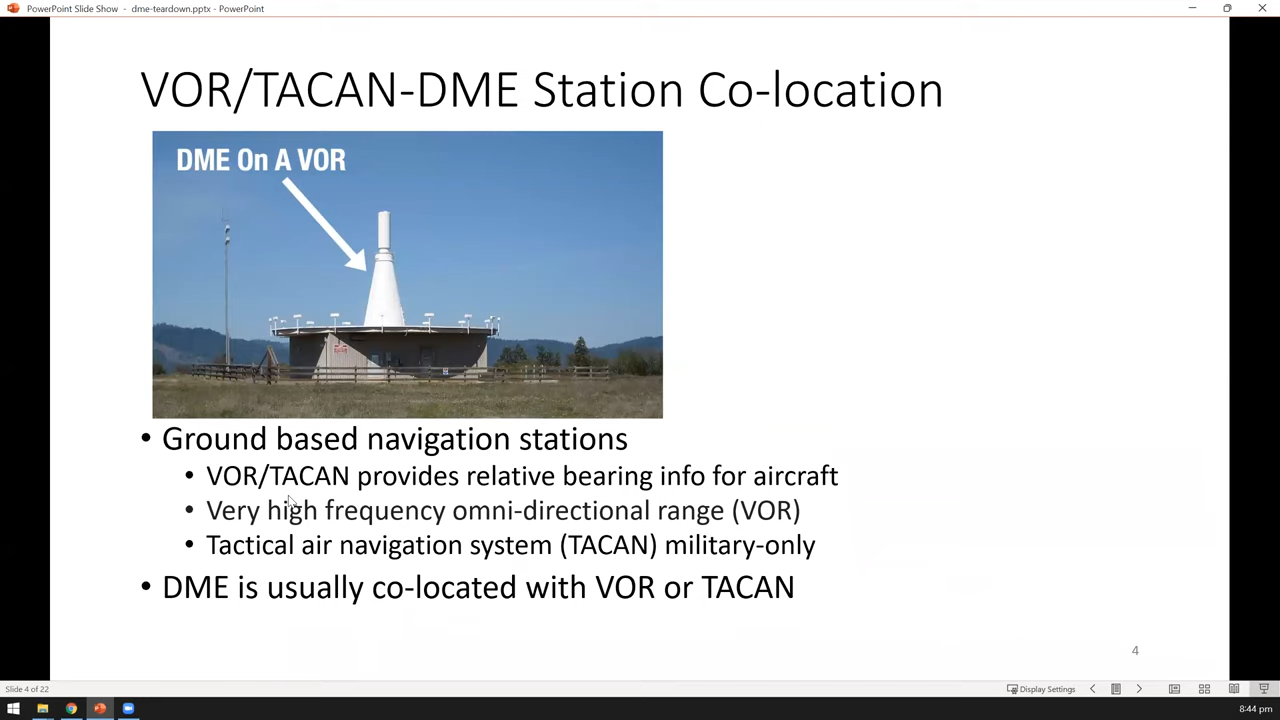 PowerPoint Slide Show - dme-teardown.pptx - PowerPoint
VOR/TACAN-DME Station Co-location
DME On A VOR
• Ground based navigation stations
• VOR/TACAN provides relative bearing info for aircraft
• Very high frequency omni-directional range (VOR)
• Tactical air navigation system (TACAN) military-only
• DME is usually co-located with VOR or TACAN
4
Slide 4 of 22
Display Settings
8:44 pm